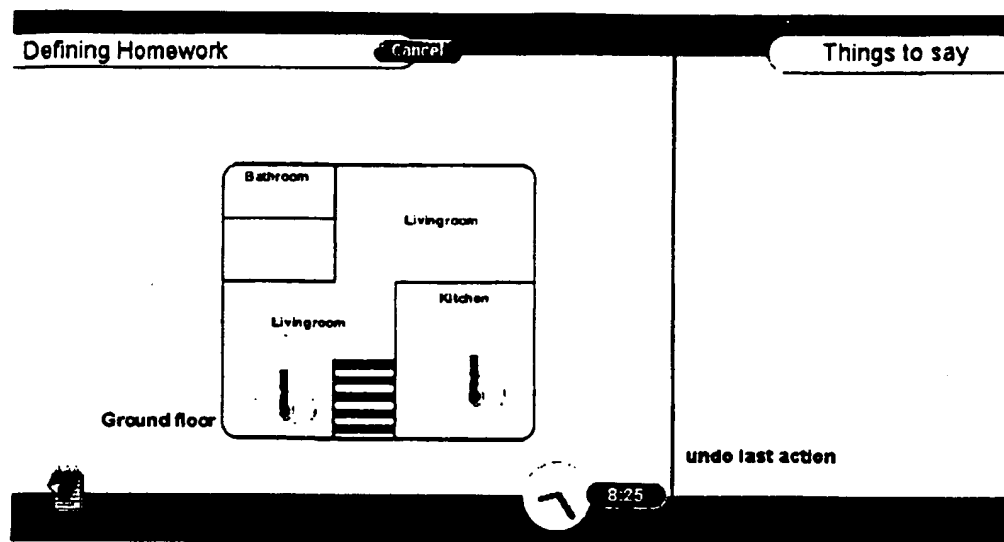 Defining Homework
Cancel
Things to say
Bathroom
Livingroom
Kitchen
Livingroom
Ground floor
undo last action
8:25